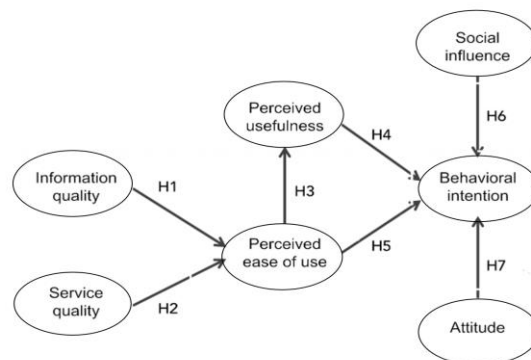 Social
influence
H6
Perceived
usefulness
H4
Information
quality
H1
H3
Behavioral
intention
Perceived
ease of use
H5
Service
quality
H2
H7
Attitude